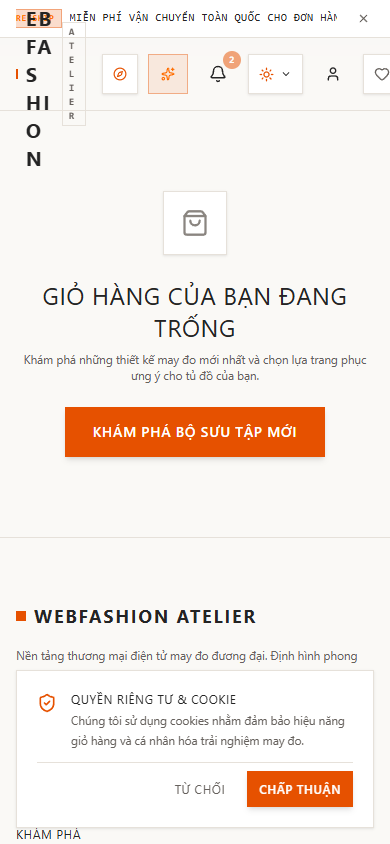 MIỄN PHÍ VẬN CHUYỂN TOÀN QUỐC CHO ĐƠN HÀN
EB
FA
S
HI
O
N
A
T
E
L
I
E
R
2
GIỎ HÀNG CỦA BẠN ĐANG
TRỐNG
Khám phá những thiết kế may đo mới nhất và chọn lựa trang phục
ưng ý cho tủ đồ của bạn.
KHÁM PHÁ BỘ SƯU TẬP MỚI
WEBFASHION ATELIER
Nền tảng thương mại điện tử may đo đương đại. Định hình phong
QUYỀN RIÊNG TƯ & COOKIE
Chúng tôi sử dụng cookies nhằm đảm bảo hiệu năng
giỏ hàng và cá nhân hóa trải nghiệm may đo.
TỪ CHỐI
CHẤP THUẬN
KHÁM PHÁ